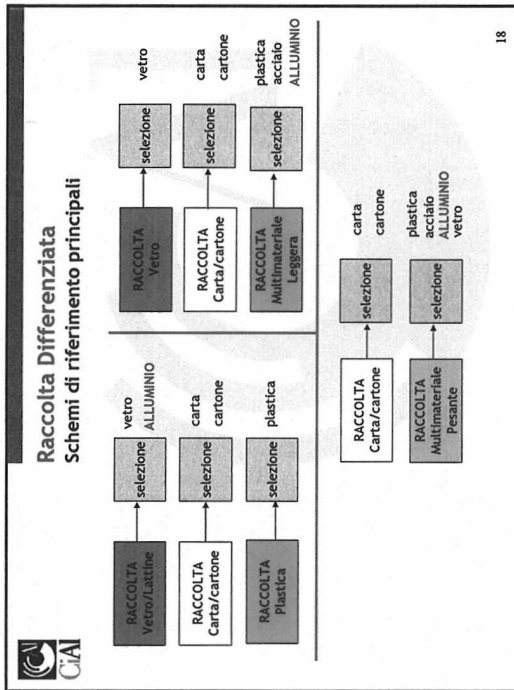 CiAl
Raccolta Differenziata
Schemi di riferimento principali
RACCOLTA
Vetro/Lattine
selezione
vetro
ALLUMINIO
RACCOLTA
Carta/cartone
selezione
carta
cartone
RACCOLTA
Plastica
selezione
plastica
RACCOLTA
Vetro
selezione
vetro
RACCOLTA
Carta/cartone
selezione
carta
cartone
RACCOLTA
Multimateriale
Leggera
selezione
plastica
acciaio
ALLUMINIO
RACCOLTA
Carta/cartone
selezione
carta
cartone
RACCOLTA
Multimateriale
Pesante
selezione
plastica
acciaio
ALLUMINIO
vetro
18